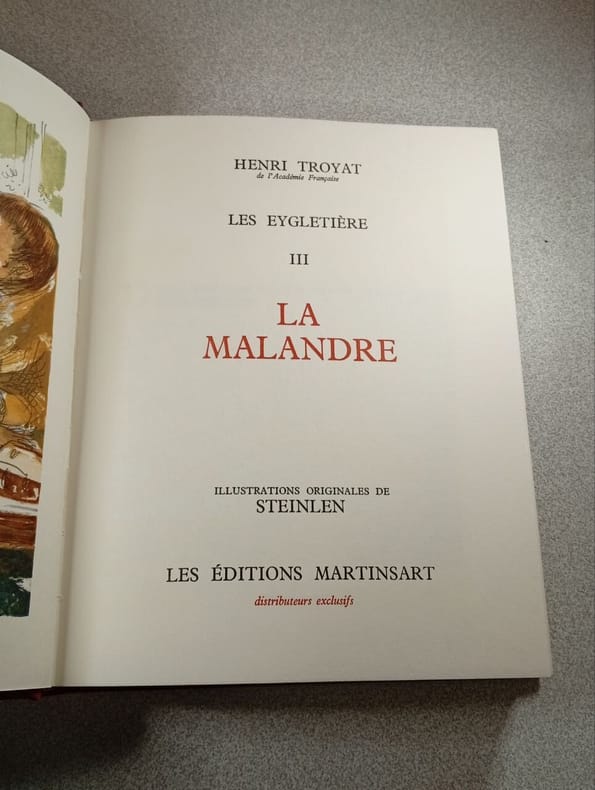 HENRI TROYAT
de l'Académie Française
LES EYGLETIÈRE
III
LA
MALANDRE
ILLUSTRATIONS ORIGINALES DE
STEINLEN
LES ÉDITIONS MARTINSART
distributeurs exclusifs